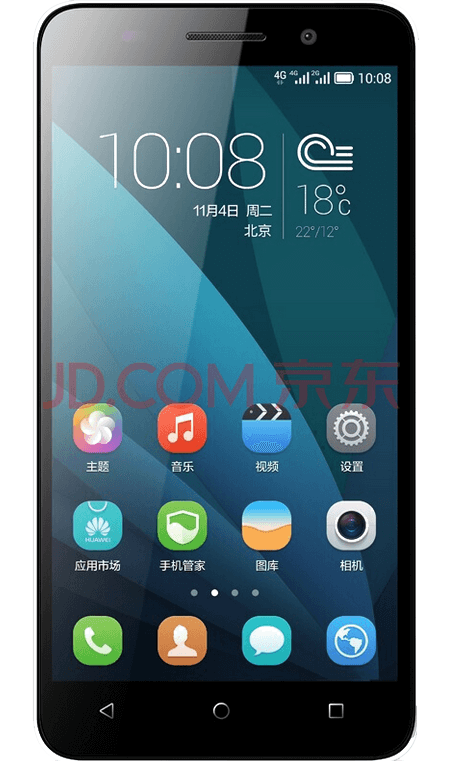 4G 4G 2G 10:08
10:08
11月4日 周二
北京
18°c
22°/12°
JD.COM 京东
主题 音乐 视频 设置
HUAWEI
应用市场 手机管家 图库 相机